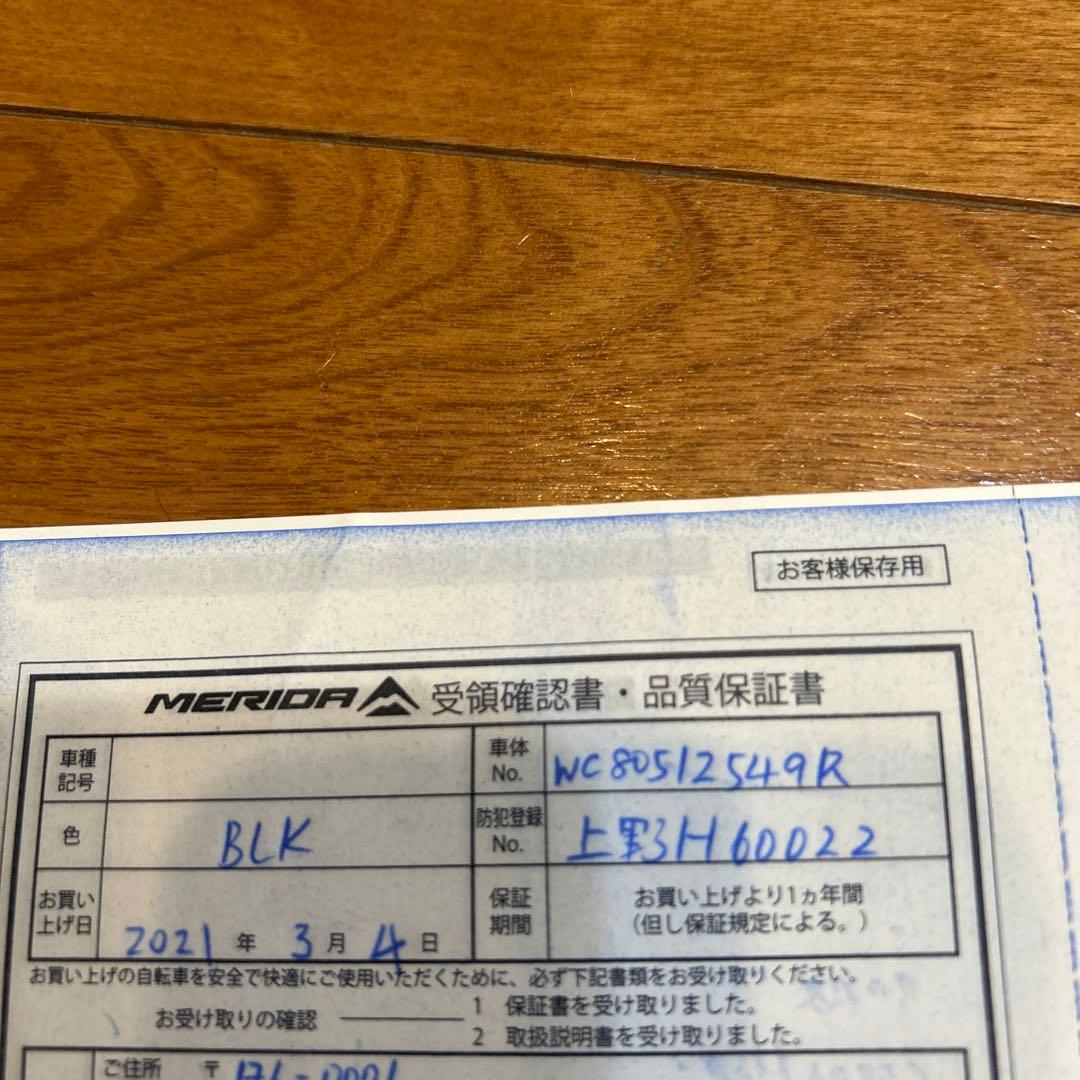 お客様保存用
MERIDA 受領確認書・品質保証書
車種記号
車体No. WC80512549R
色 BLK
防犯登録No. 上野3H60022
お買い上げ日 2021年3月4日
保証期間 お買い上げより1ヵ年間
(但し保証規定による。)
お買い上げの自転車を安全で快適にご使用いただくために、必ず下記書類をお受け取りください。
お受け取りの確認
1 保証書を受け取りました。
2 取扱説明書を受け取りました。
ご住所 〒